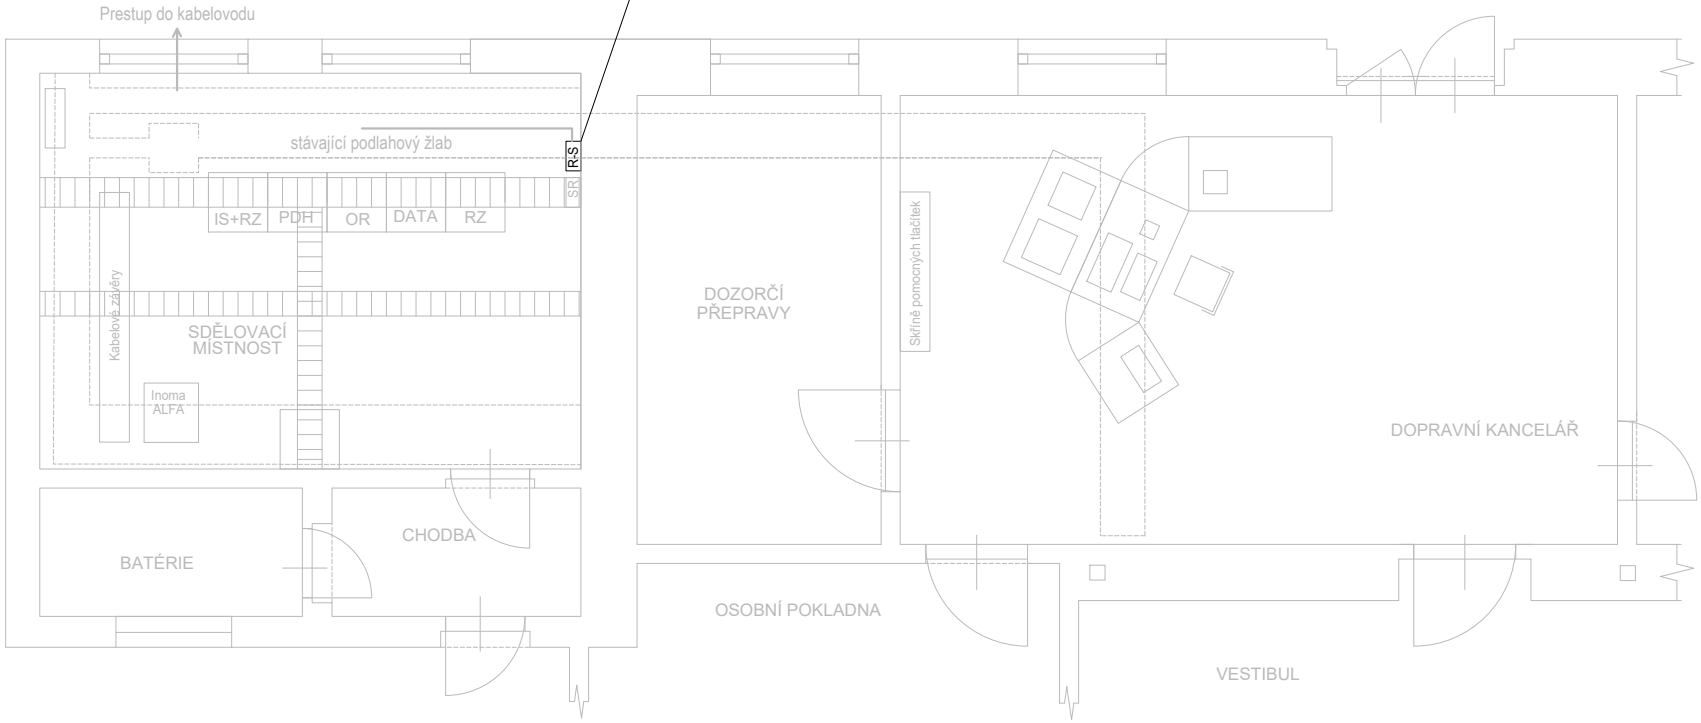 Prestup do kabelovodu
stávající podlahový žlab
R-S
SR
IS+RZ
PDH
OR
DATA
RZ
Kabelové závěry
SDĚLOVACÍ
MÍSTNOST
Inoma
ALFA
DOZORČÍ
PŘEPRAVY
Skříně pomocných tlačítek
DOPRAVNÍ KANCELÁŘ
BATÉRIE
CHODBA
OSOBNÍ POKLADNA
VESTIBUL